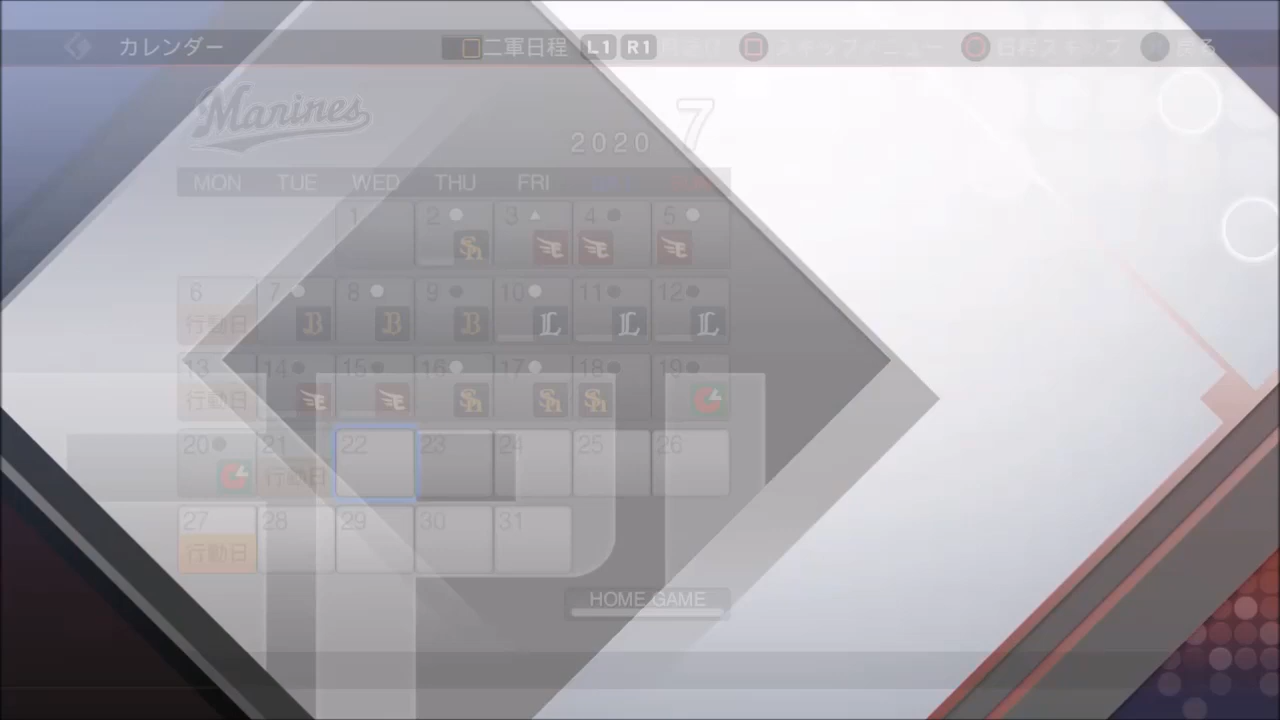 カレンダー 二軍日程 L1 R1
Marines
2020 7
MON TUE WED THU FRI
1 2 3 4 5
6 7 8 9 10 11 12
行動日 B B B L L L
13 14 15 16 17 18 19
行動日
20 21 22 23 24 25 26
行動日
27 28 29 30 31
行動日
HOME GAME